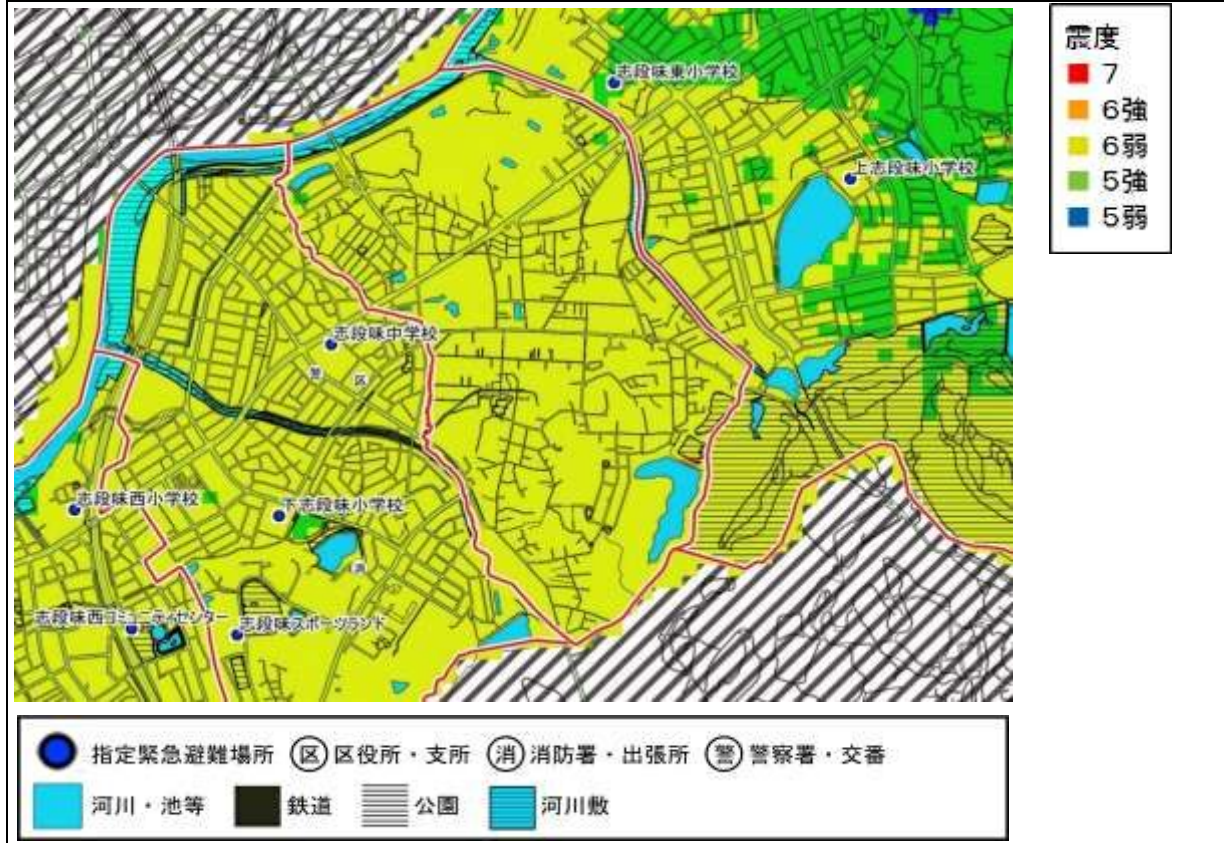 志段味東小学校
上志段味小学校
志段味中学校
警 区
志段味西小学校
下志段味小学校
消
志段味西コミュニティセンター
志段味スポーツランド
震度
7
6強
6弱
5強
5弱
指定緊急避難場所 区 区役所・支所 消 消防署・出張所 警 警察署・交番
河川・池等 鉄道 公園 河川敷